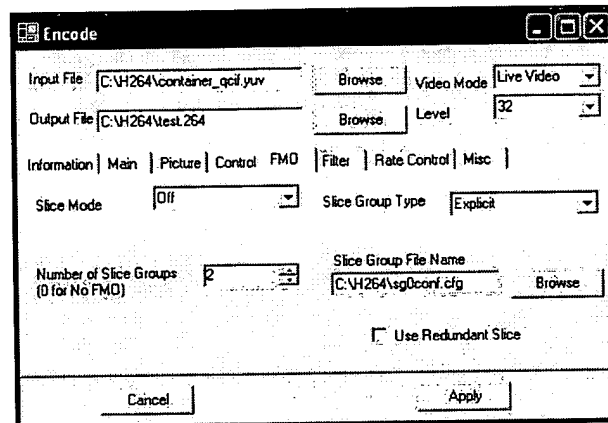 Encode
Input File C:\H264\container_qcif.yuv Browse Video Mode Live Video
Output File C:\H264\test.264 Browse Level 32
Information Main Picture Control FMO Filter Rate Control Misc
Slice Mode Off Slice Group Type Explicit
Slice Group File Name
Number of Slice Groups 2 C:\H264\sg0conf.cfg Browse
(0 for No FMO)
Use Redundant Slice
Cancel Apply